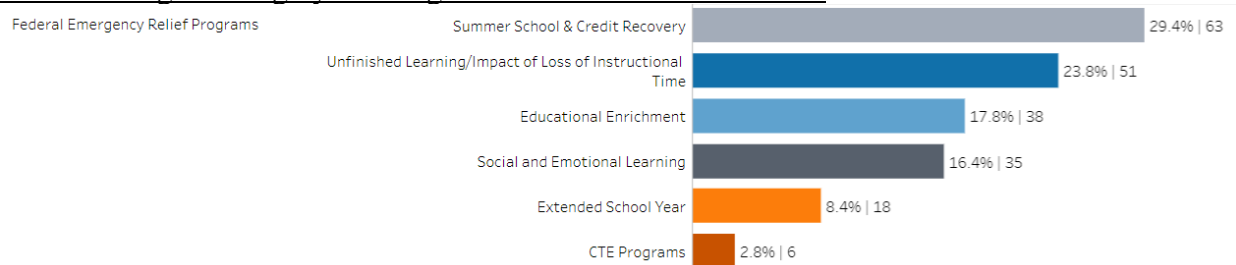 Federal Emergency Relief Programs
Summer School & Credit Recovery
29.4% | 63
Unfinished Learning/Impact of Loss of Instructional
Time
23.8% | 51
Educational Enrichment
17.8% | 38
Social and Emotional Learning
16.4% | 35
Extended School Year
8.4% | 18
CTE Programs
2.8% | 6